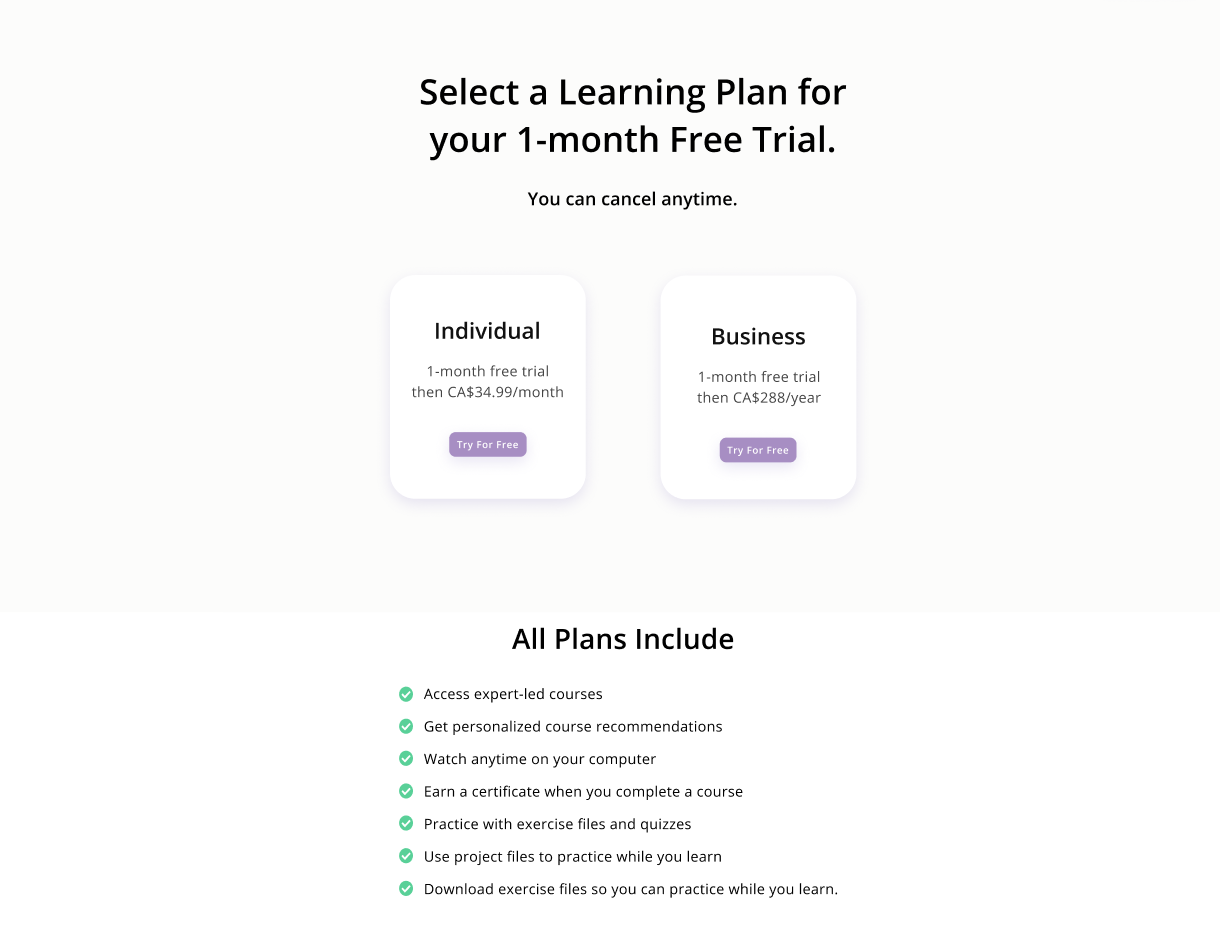 Select a Learning Plan for
your 1-month Free Trial.
You can cancel anytime.
Individual
1-month free trial
then CA$34.99/month
Try For Free
Business
1-month free trial
then CA$288/year
Try For Free
All Plans Include
Access expert-led courses
Get personalized course recommendations
Watch anytime on your computer
Earn a certificate when you complete a course
Practice with exercise files and quizzes
Use project files to practice while you learn
Download exercise files so you can practice while you learn.